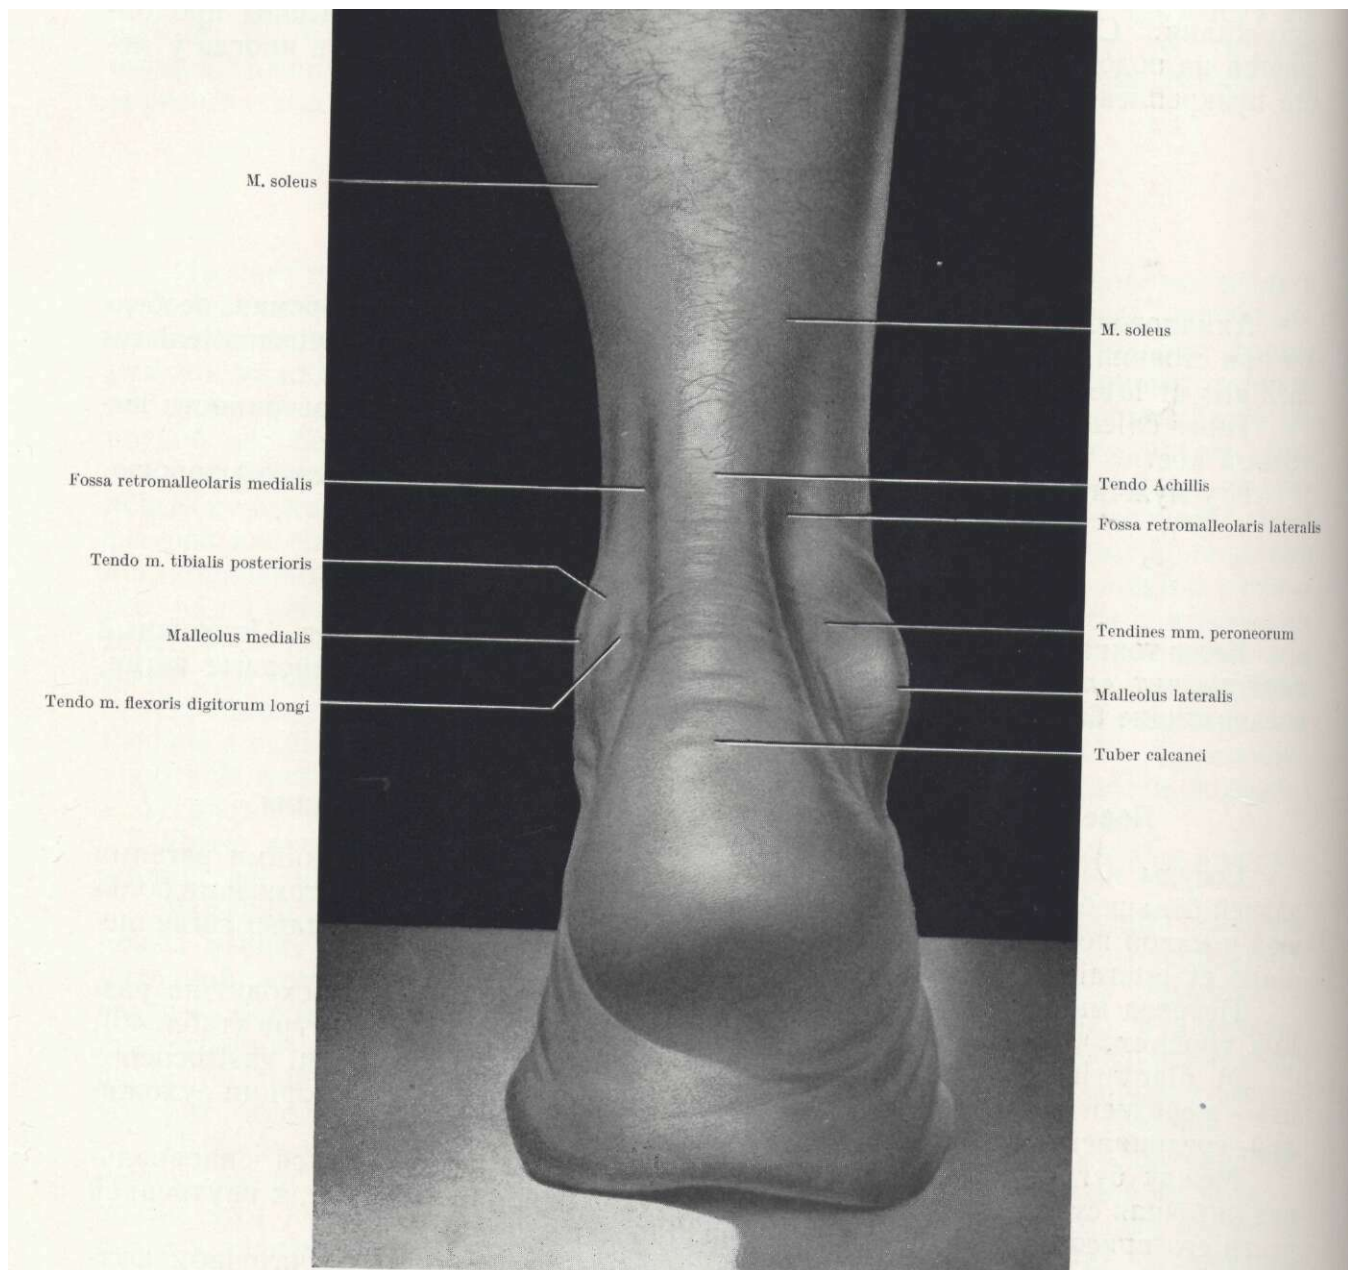 M. soleus
M. soleus
Fossa retromalleolaris medialis
Tendo Achillis
Fossa retromalleolaris lateralis
Tendo m. tibialis posterioris
Malleolus medialis
Tendines mm. peroneorum
Tendo m. flexoris digitorum longi
Malleolus lateralis
Tuber calcanei